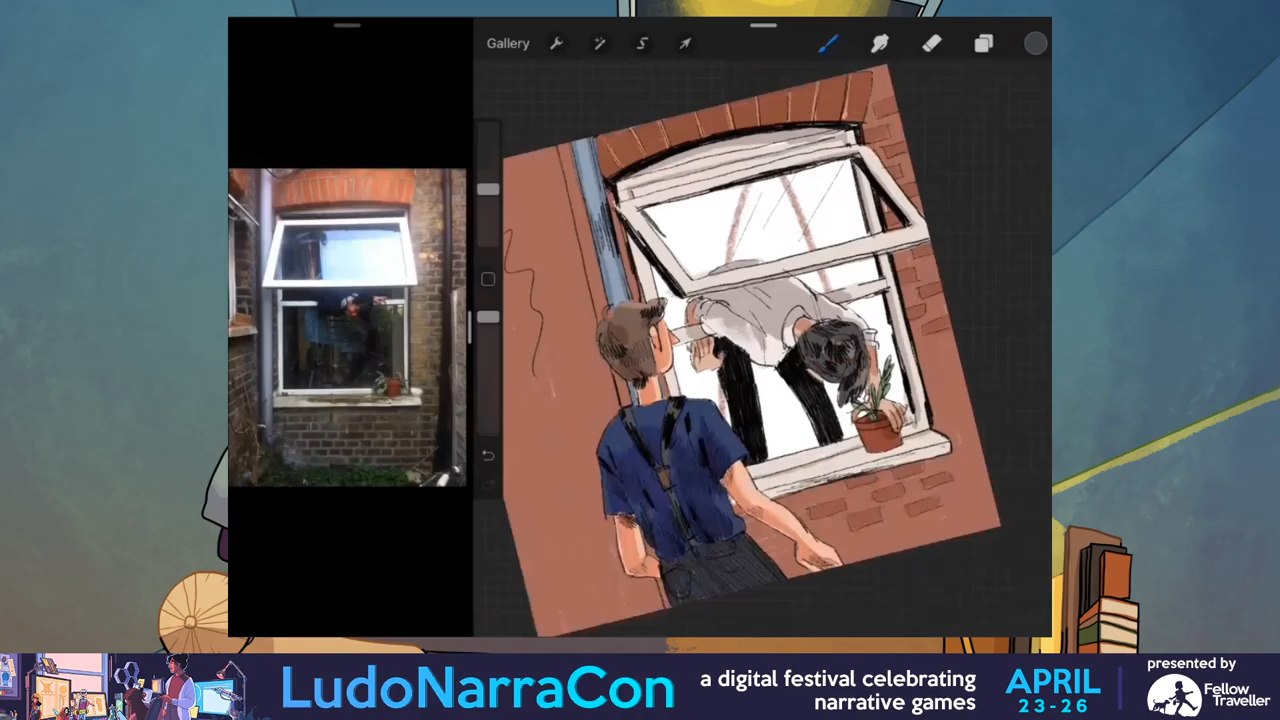 Gallery
LudoNarraCon
a digital festival celebrating
narrative games
APRIL
23-26
presented by
Fellow
Traveller